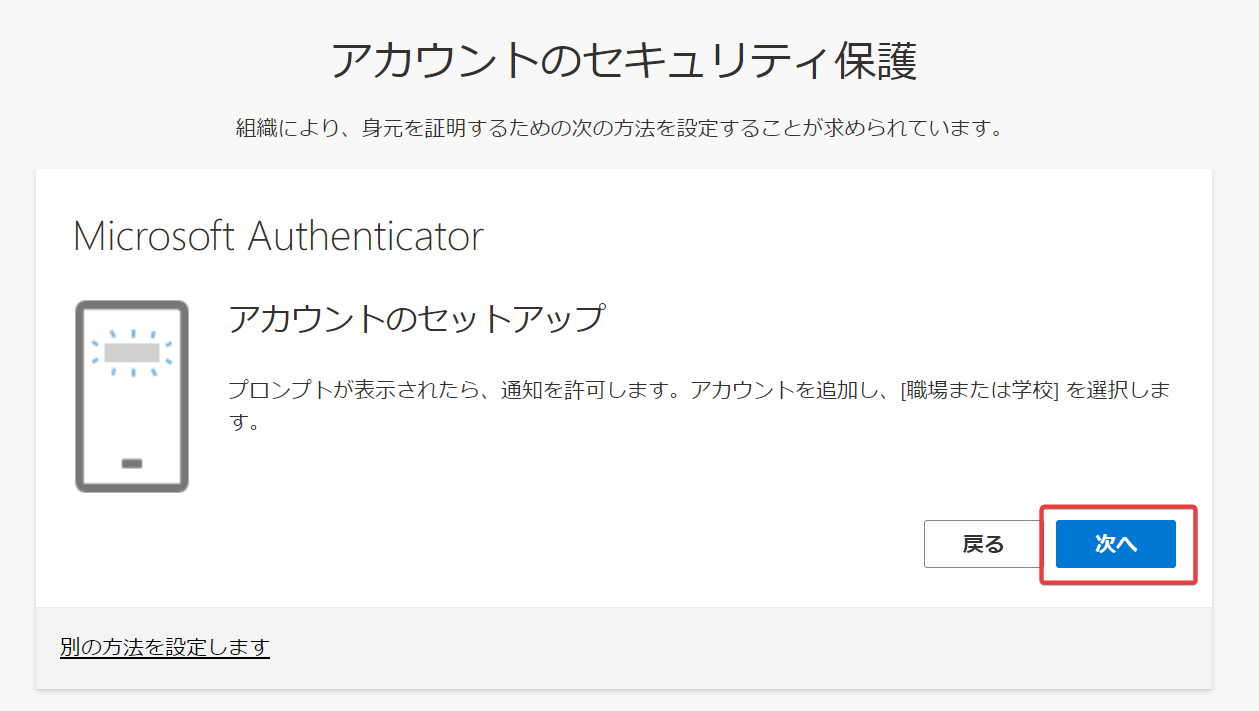 アカウントのセキュリティ保護
組織により、身元を証明するための次の方法を設定することが求められています。
Microsoft Authenticator
アカウントのセットアップ
プロンプトが表示されたら、通知を許可します。アカウントを追加し、[職場または学校] を選択しま
す。
戻る
次へ
別の方法を設定します